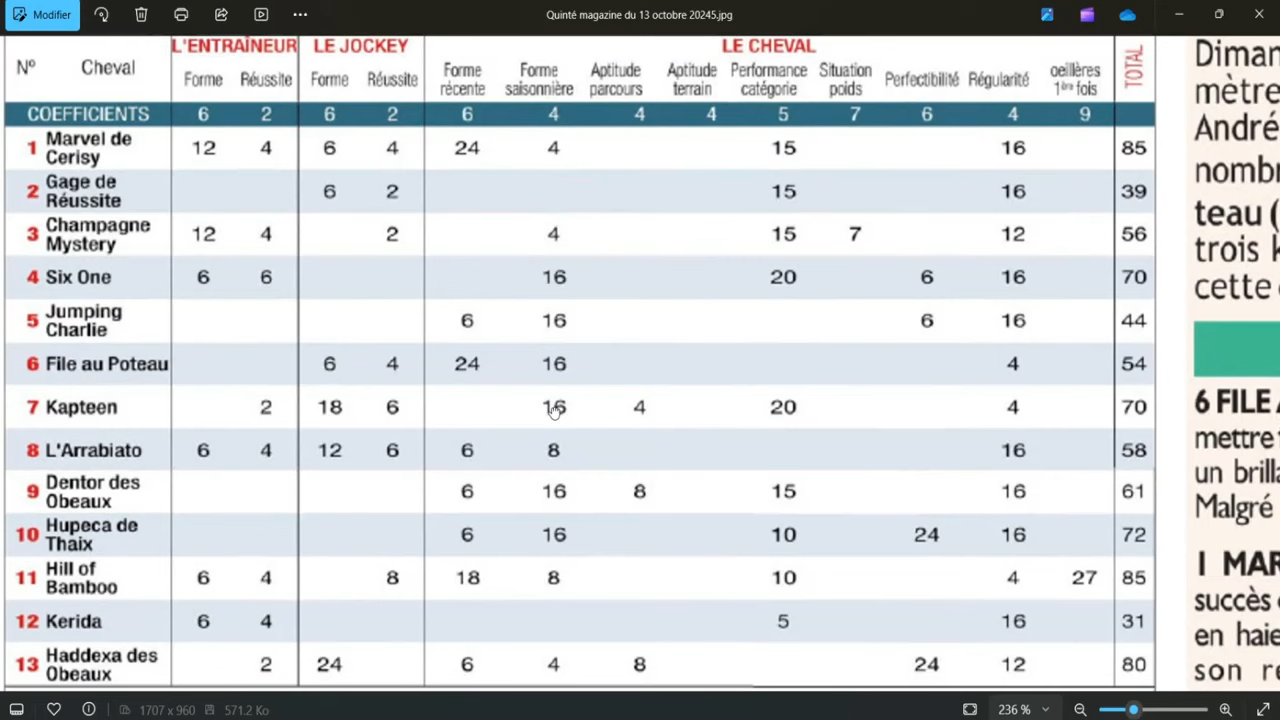 Modifier
Quinté magazine du 13 octobre 20245.jpg
L'ENTRAÎNEUR LE JOCKEY LE CHEVAL
N° Cheval Forme Réussite Forme Réussite Forme récente Forme saisonnière Aptitude parcours Aptitude terrain Performance catégorie Situation poids Perfectibilité Régularité oeillères 1ère fois TOTAL
COEFFICIENTS 6 2 6 2 6 4 4 4 5 7 6 4 9
1 Marvel de Cerisy 12 4 6 4 24 4 15 16 85
2 Gage de Réussite 6 2 15 16 39
3 Champagne Mystery 12 4 2 4 15 7 12 56
4 Six One 6 6 16 20 6 16 70
5 Jumping Charlie 6 16 6 16 44
6 File au Poteau 6 4 24 16 4 54
7 Kapteen 2 18 6 16 4 20 4 70
8 L'Arrabiato 6 4 12 6 6 8 16 58
9 Dentor des Obeaux 6 16 8 15 16 61
10 Hupeca de Thaix 6 16 10 24 16 72
11 Hill of Bamboo 6 4 8 18 8 10 4 27 85
12 Kerida 6 4 5 16 31
13 Haddexa des Obeaux 2 24 6 4 8 24 12 80
Diman
mètre
André
nombr
teau (
trois k
cette
6 FILE
mettre
un brilla
Malgré
1 MAR
succès
en haie
son re
1707 x 960 571.2 Ko 236 %